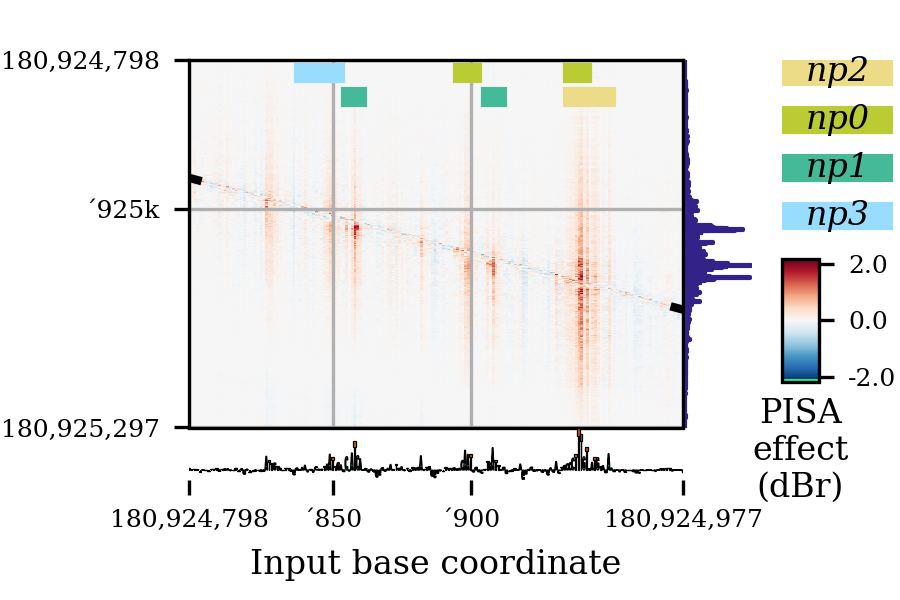 180,924,798
´925k
180,925,297
np2
np0
np1
np3
2.0
0.0
-2.0
PISA
effect
(dBr)
180,924,798 ´850 ´900 180,924,977
Input base coordinate